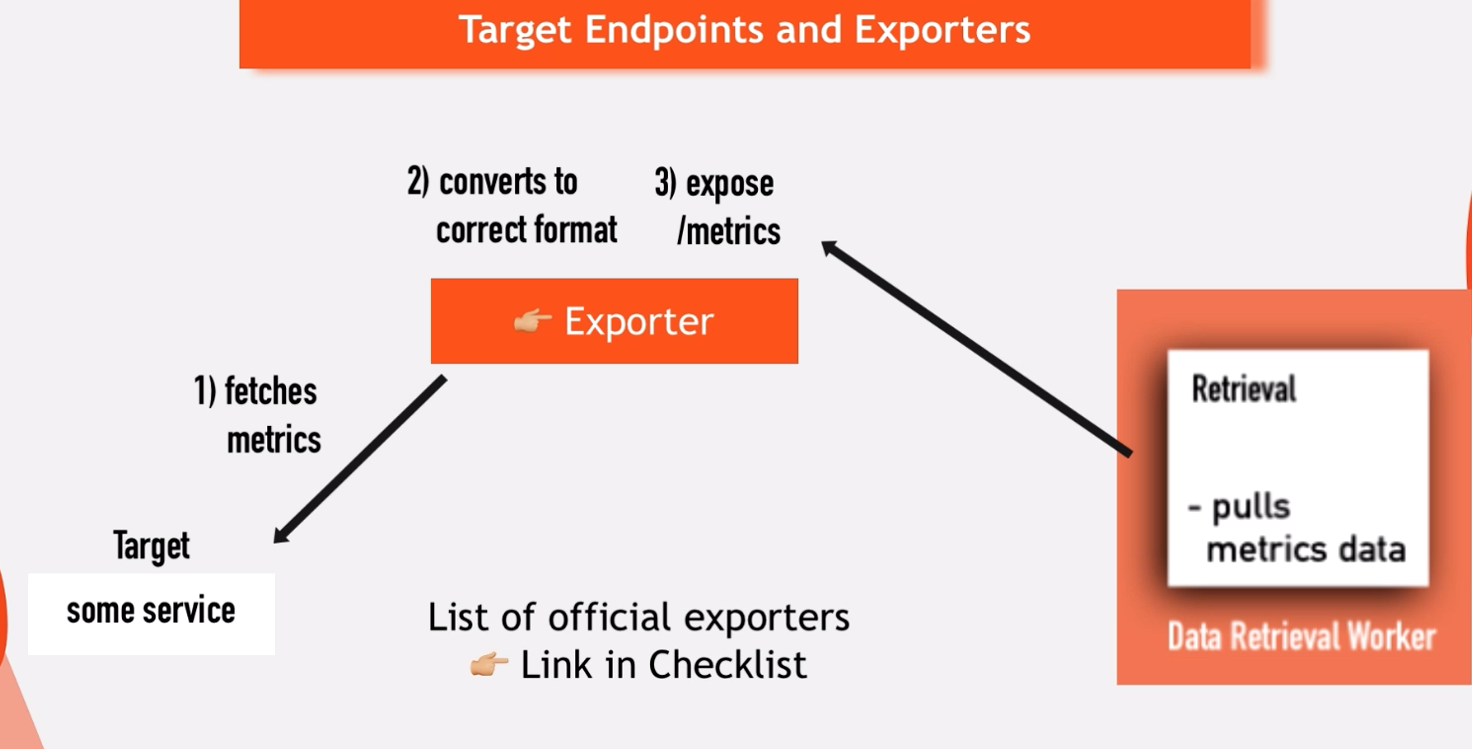 Target Endpoints and Exporters
2) converts to
correct format
3) expose
/metrics
👉 Exporter
1) fetches
metrics
Target
some service
Retrieval
- pulls
metrics data
Data Retrieval Worker
List of official exporters
👉 Link in Checklist